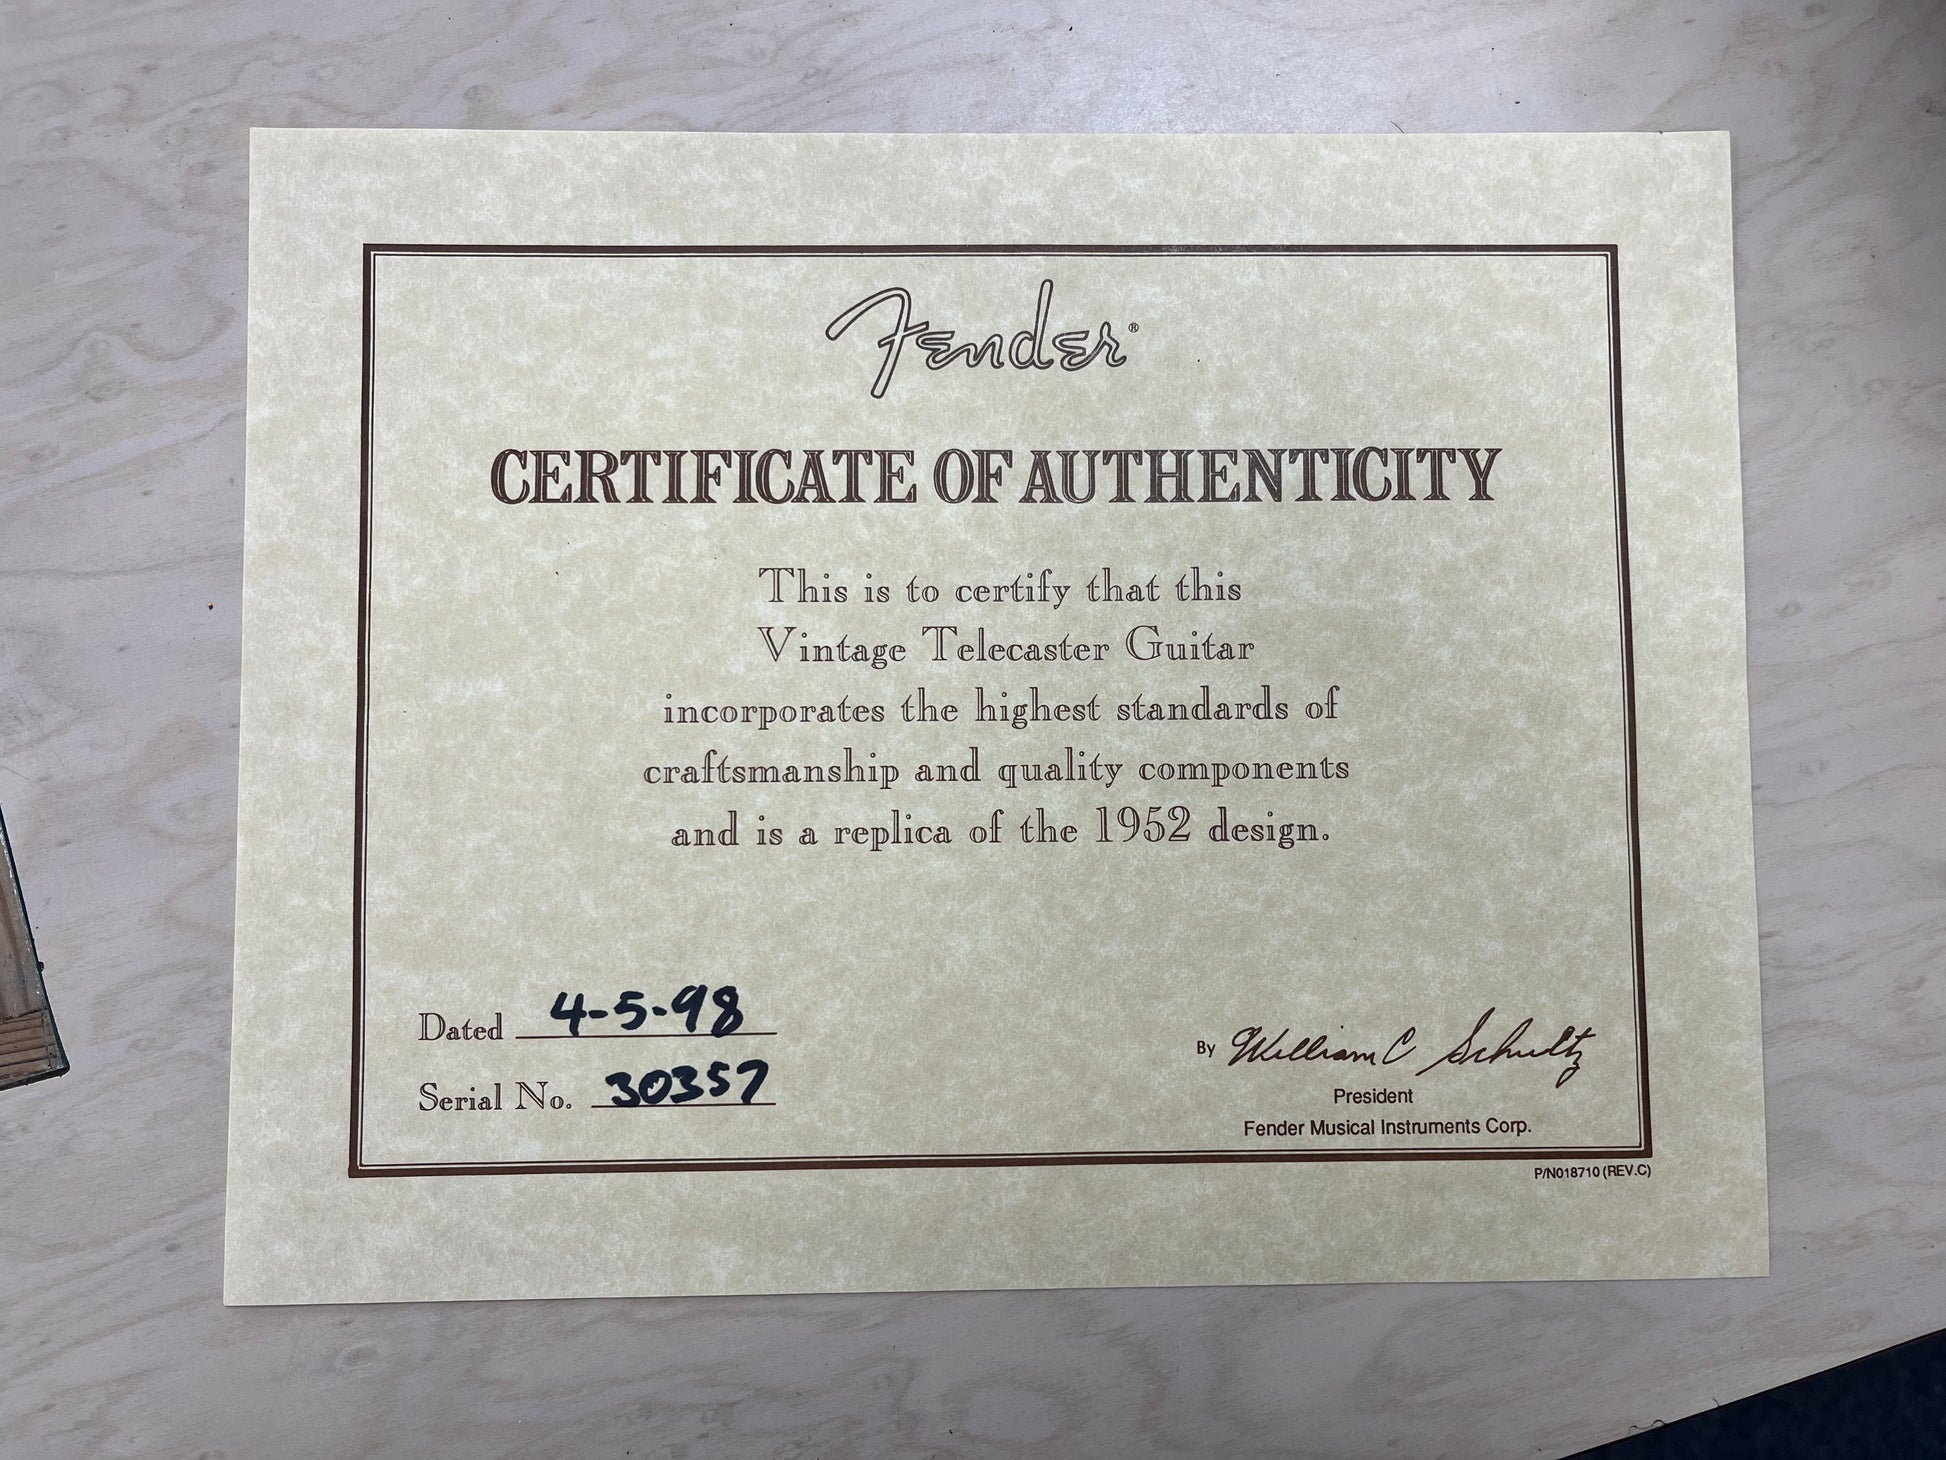 Fender®
CERTIFICATE OF AUTHENTICITY
This is to certify that this
Vintage Telecaster Guitar
incorporates the highest standards of
craftsmanship and quality components
and is a replica of the 1952 design.
Dated 4-5-98
Serial No. 30357
By William C Schultz
President
Fender Musical Instruments Corp.
P/N018710 (REV.C)